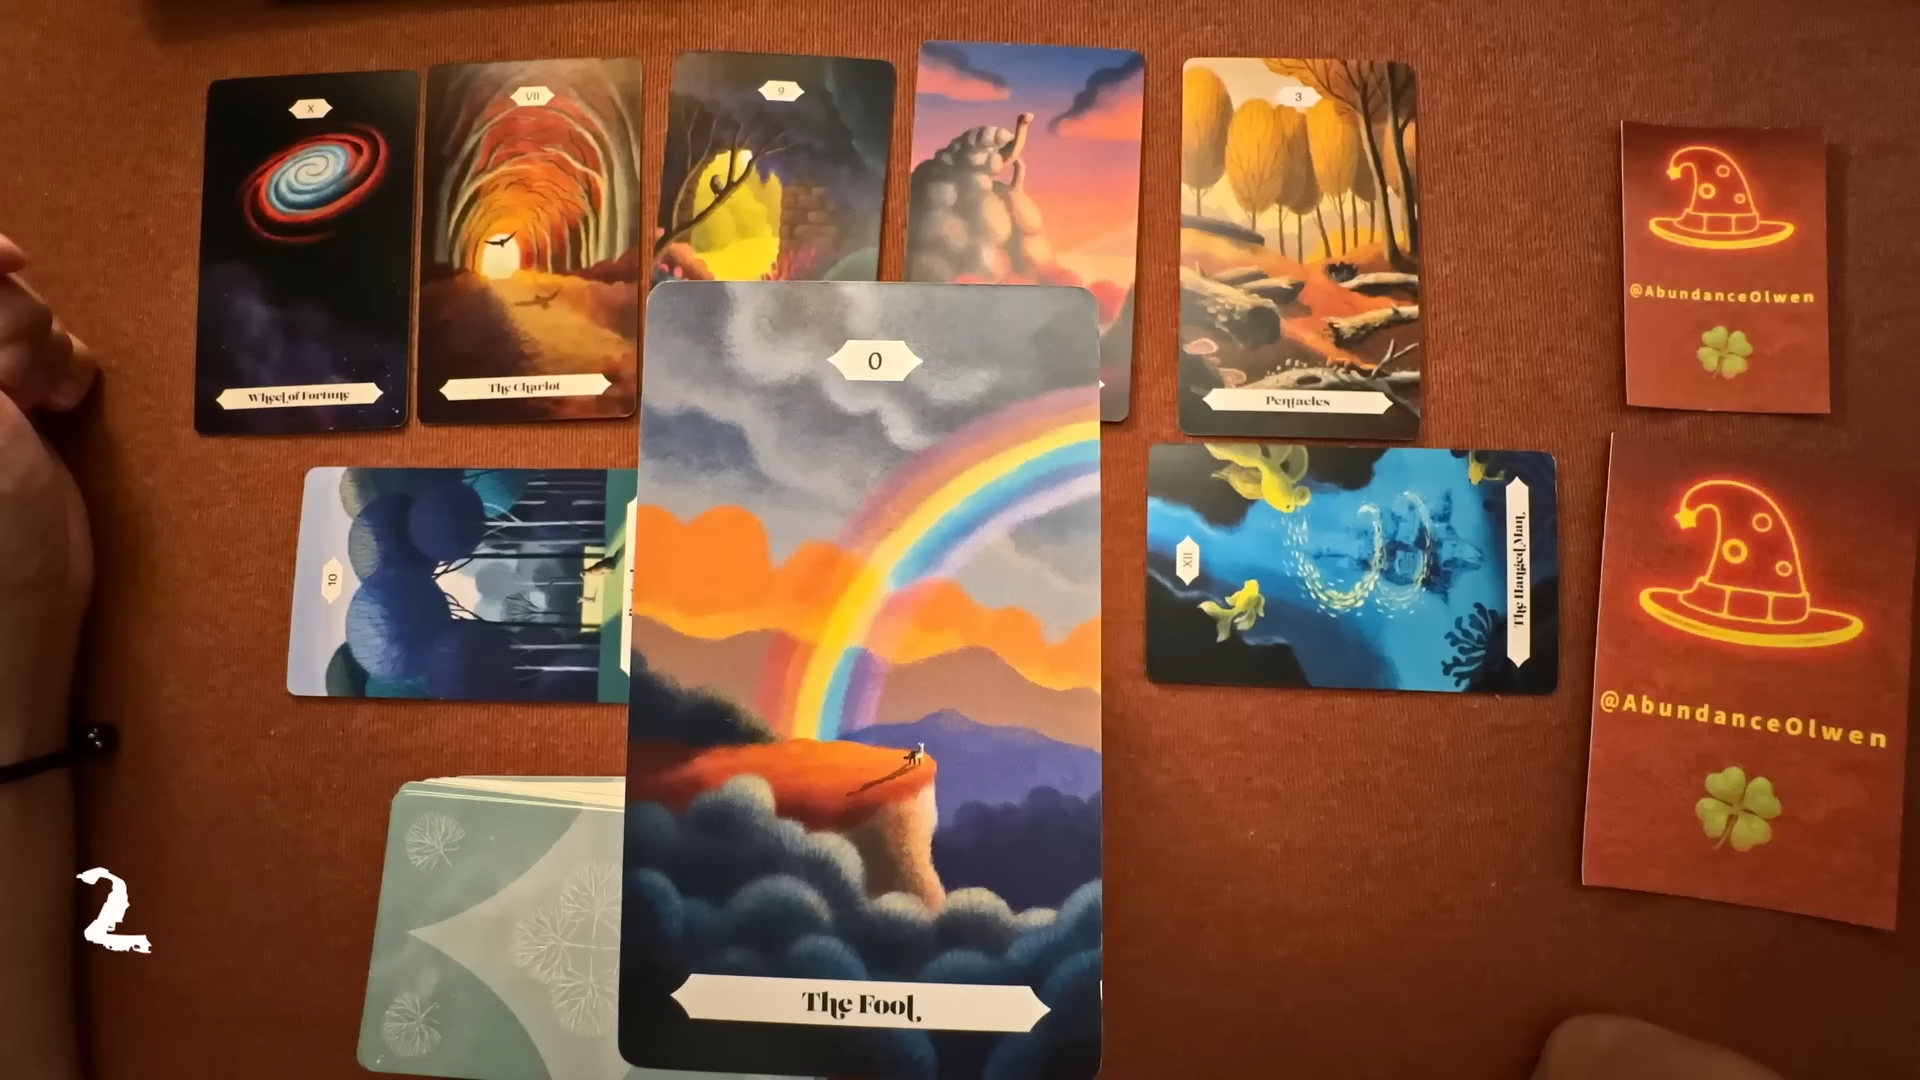 X
Wheel of Fortune
VII
The Chariot
9
3
Pentacles
@AbundanceOlwen
10
0
The Fool
XII
The Hanged Man
@AbundanceOlwen
2